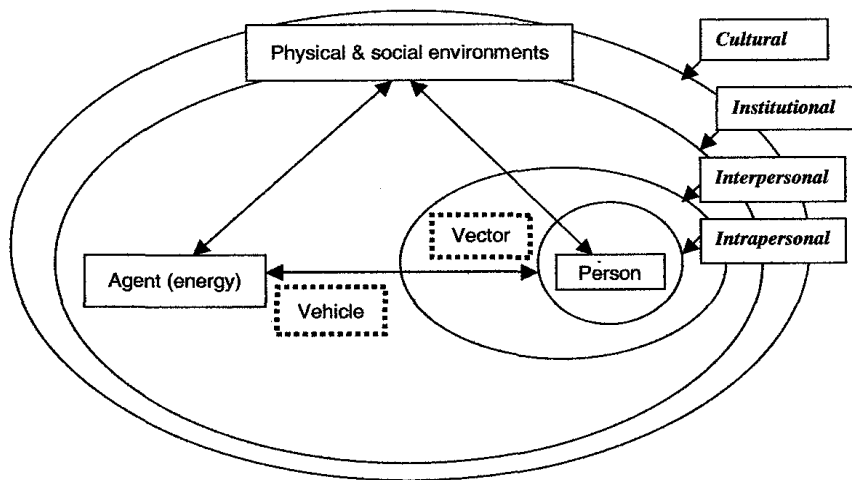 Physical & social environments
Cultural
Institutional
Interpersonal
Intrapersonal
Vector
Agent (energy)
Person
Vehicle